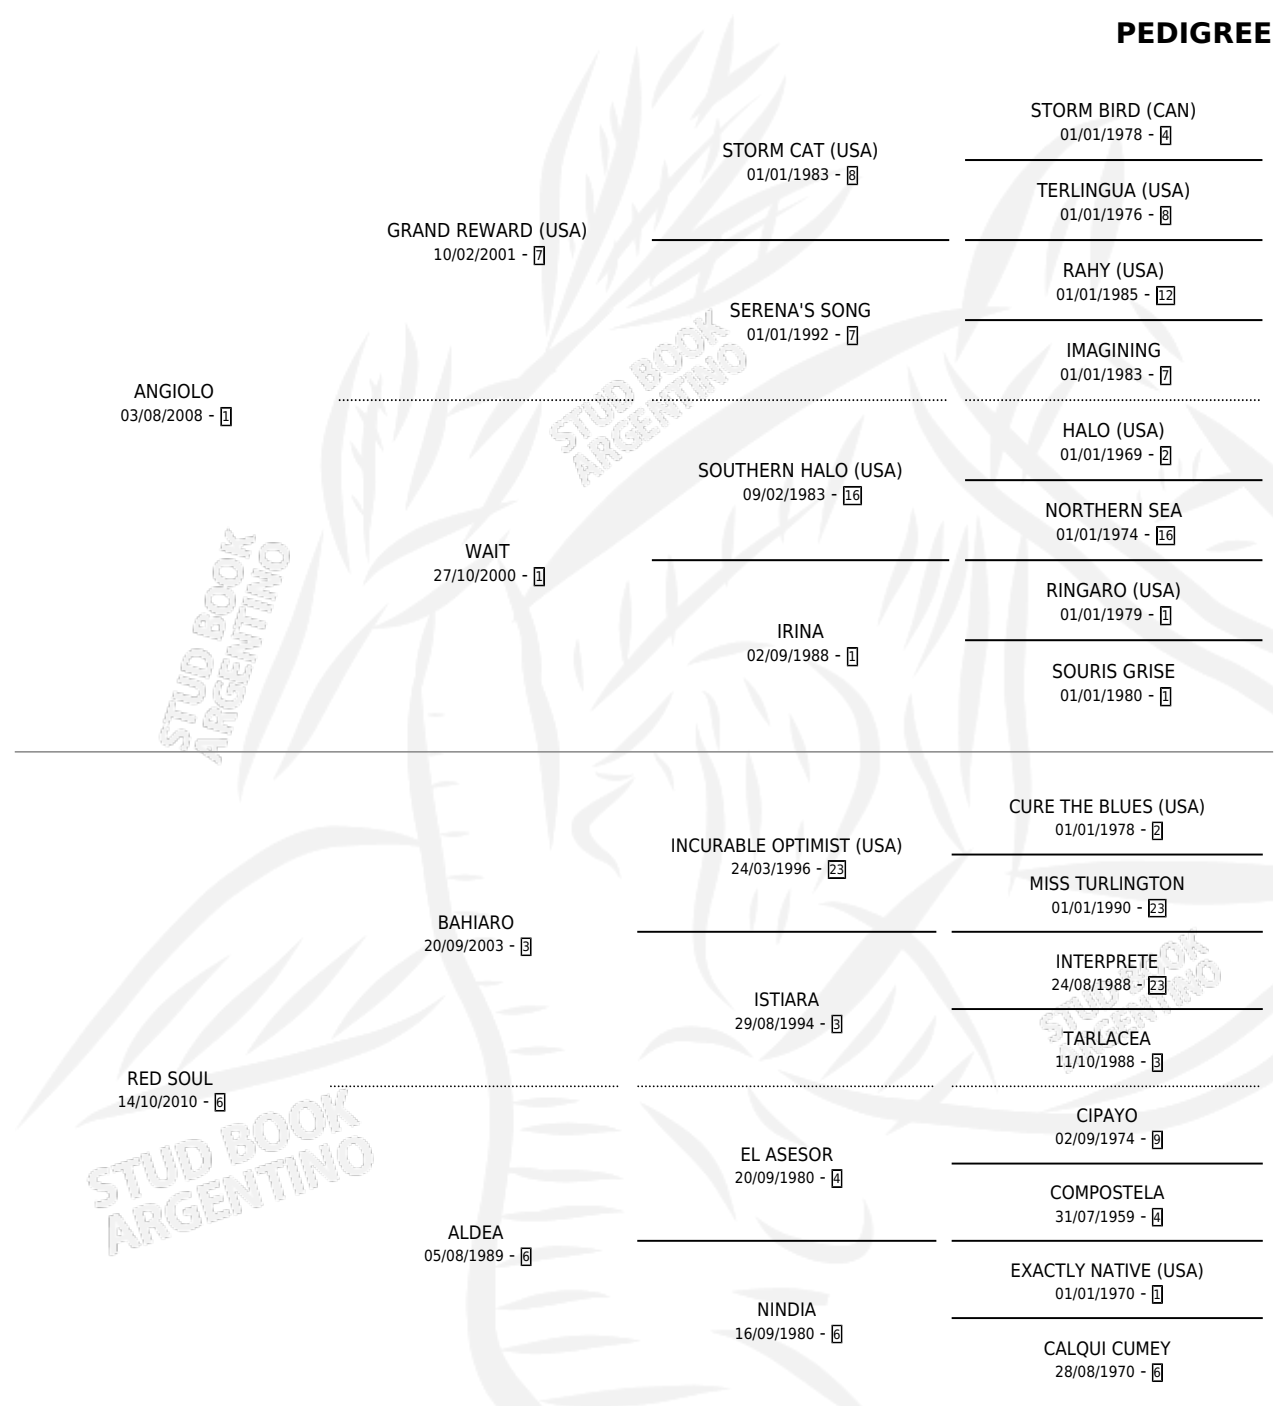 PEDIGREE
STORM BIRD (CAN)
01/01/1978 - 4
STORM CAT (USA)
01/01/1983 - 8
TERLINGUA (USA)
01/01/1976 - 8
GRAND REWARD (USA)
10/02/2001 - 7
RAHY (USA)
01/01/1985 - 12
SERENA'S SONG
01/01/1992 - 7
IMAGINING
01/01/1983 - 7
ANGIOLO
03/08/2008 - 1
STUD BOOK
ARGENTINO
HALO (USA)
01/01/1969 - 2
SOUTHERN HALO (USA)
09/02/1983 - 16
NORTHERN SEA
01/01/1974 - 16
WAIT
27/10/2000 - 1
RINGARO (USA)
01/01/1979 - 1
IRINA
02/09/1988 - 1
SOURIS GRISE
01/01/1980 - 1
STUD BOOK
ARGENTINO
CURE THE BLUES (USA)
01/01/1978 - 2
INCURABLE OPTIMIST (USA)
24/03/1996 - 23
MISS TURLINGTON
01/01/1990 - 23
BAHIARO
20/09/2003 - 3
INTERPRETE
24/08/1988 - 23
ISTIARA
29/08/1994 - 3
STUD BOOK
ARGENTINO
TARLACEA
11/10/1988 - 3
RED SOUL
14/10/2010 - 6
CIPAYO
02/09/1974 - 9
EL ASESOR
20/09/1980 - 4
COMPOSTELA
31/07/1959 - 4
STUD BOOK
ARGENTINO
ALDEA
05/08/1989 - 6
EXACTLY NATIVE (USA)
01/01/1970 - 1
NINDIA
16/09/1980 - 6
CALQUI CUMEY
28/08/1970 - 6